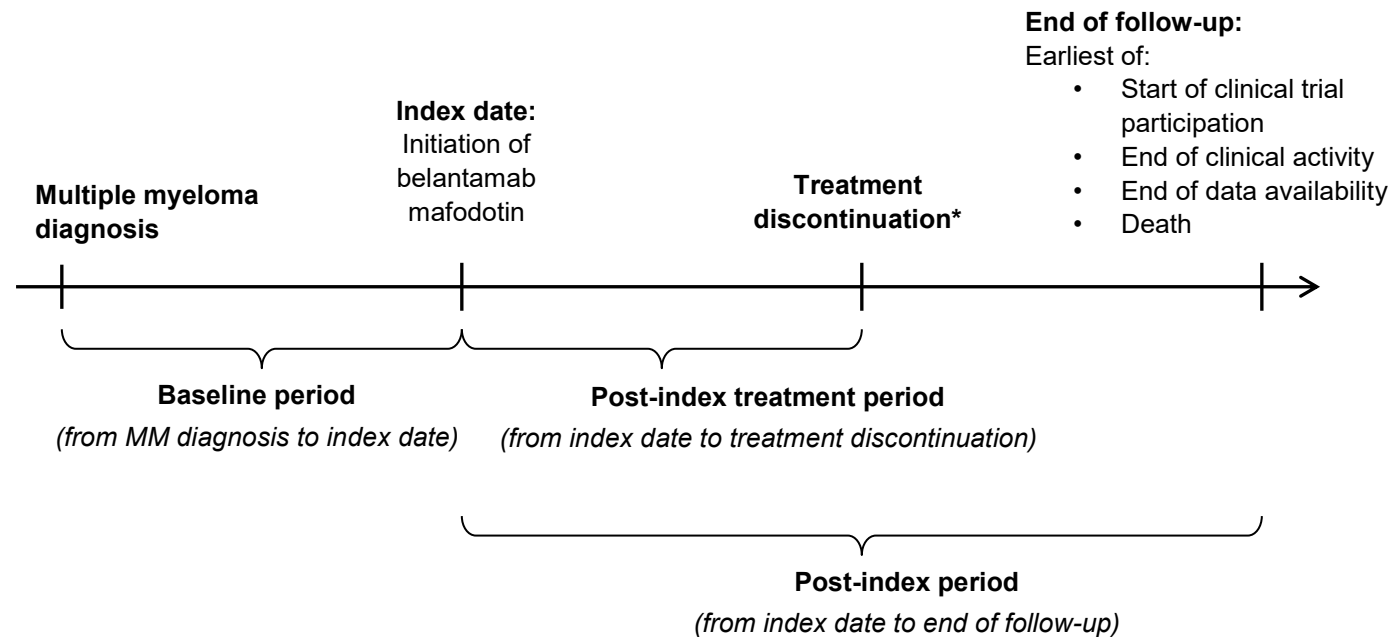 End of follow-up:
Earliest of:
• Start of clinical trial
participation
• End of clinical activity
• End of data availability
• Death
Index date:
Initiation of
belantamab
mafodotin
Multiple myeloma
diagnosis
Treatment
discontinuation*
Baseline period
(from MM diagnosis to index date)
Post-index treatment period
(from index date to treatment discontinuation)
Post-index period
(from index date to end of follow-up)